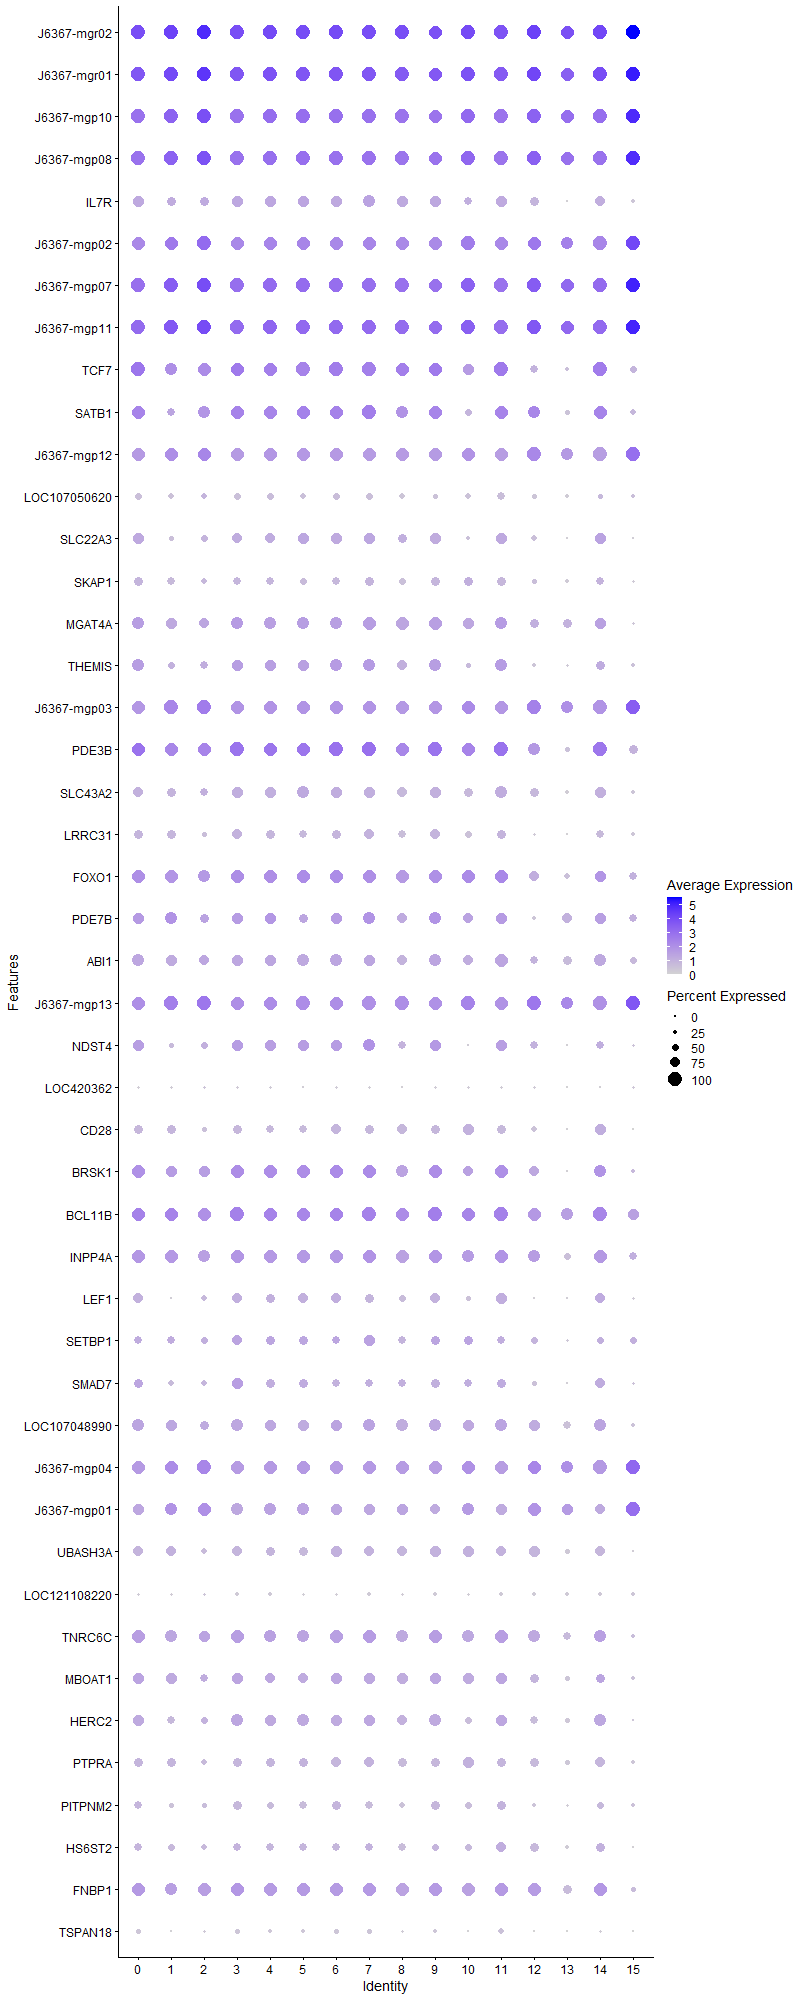 J6367-mgr02
J6367-mgr01
J6367-mgp10
J6367-mgp08
IL7R
J6367-mgp02
J6367-mgp07
J6367-mgp11
TCF7
SATB1
J6367-mgp12
LOC107050620
SLC22A3
SKAP1
MGAT4A
THEMIS
J6367-mgp03
PDE3B
SLC43A2
LRRC31
FOXO1
PDE7B
ABI1
J6367-mgp13
NDST4
LOC420362
CD28
BRSK1
BCL11B
INPP4A
LEF1
SETBP1
SMAD7
LOC107048990
J6367-mgp04
J6367-mgp01
UBASH3A
LOC121108220
TNRC6C
MBOAT1
HERC2
PTPRA
PITPNM2
HS6ST2
FNBP1
TSPAN18
Features
0 1 2 3 4 5 6 7 8 9 10 11 12 13 14 15
Identity
Average Expression
5
4
3
2
1
0
Percent Expressed
0
25
50
75
100